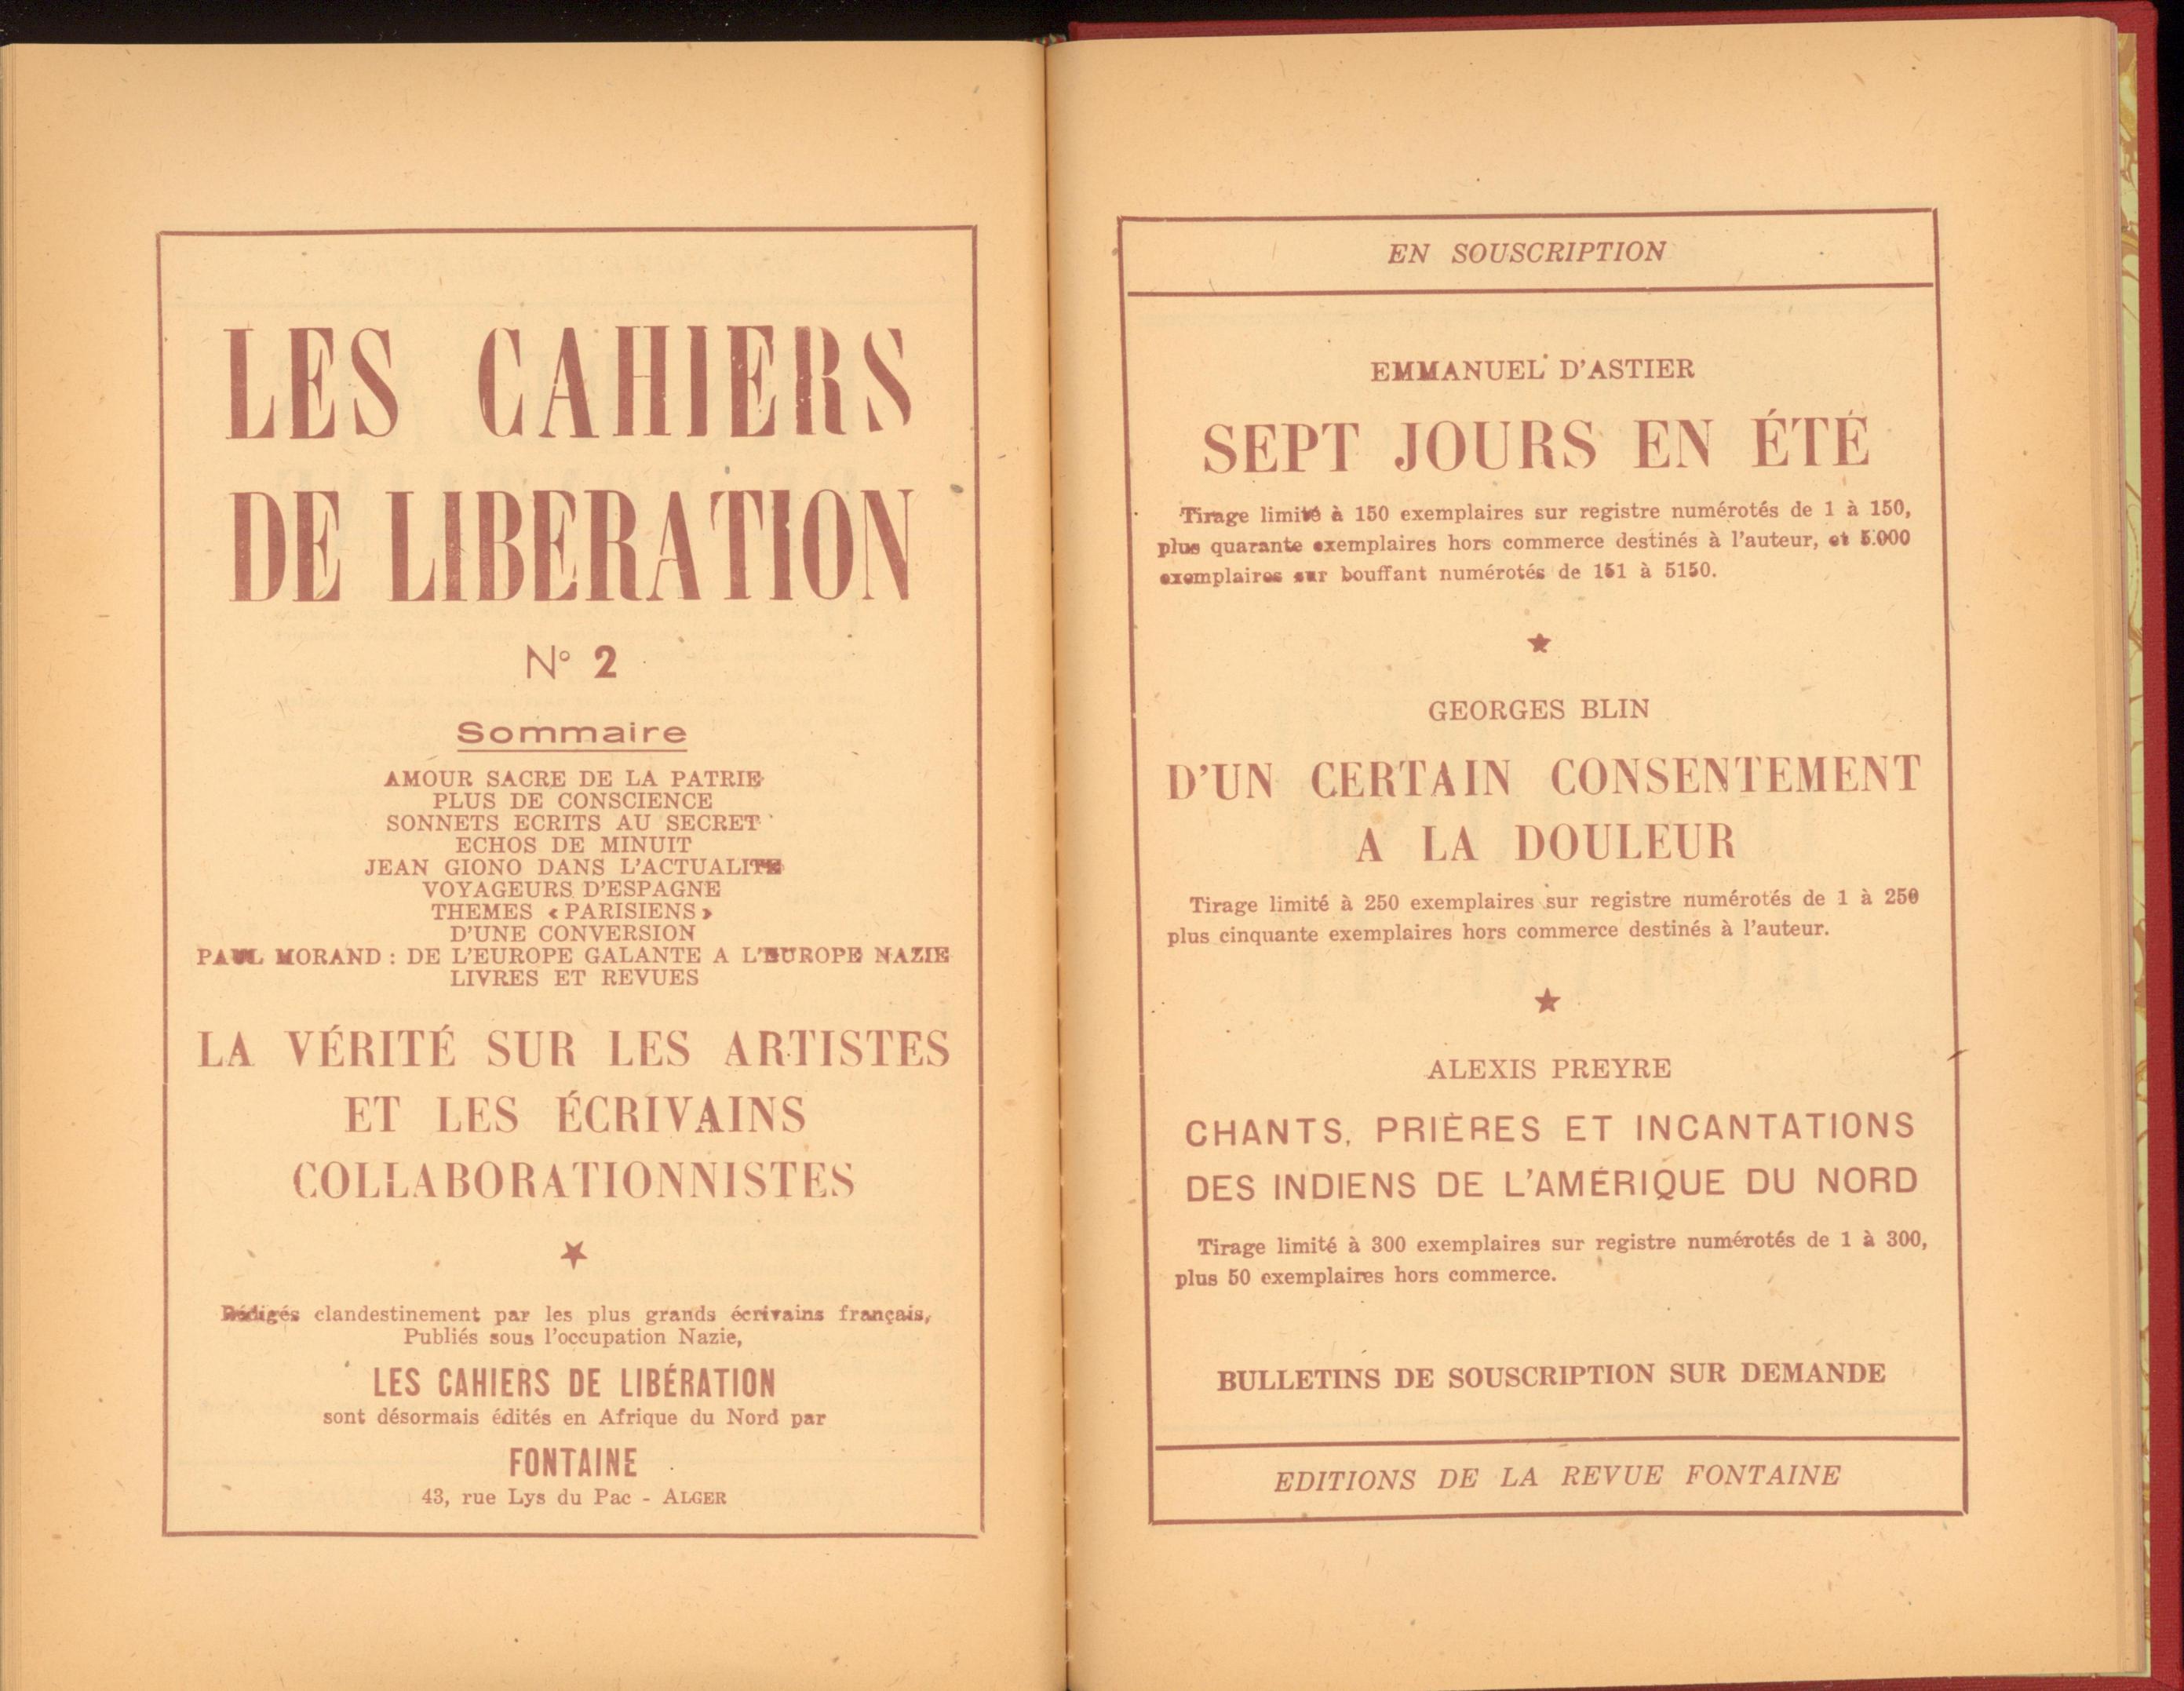 LES CAHIERS
DE LIBERATION
N° 2
Sommaire
AMOUR SACRE DE LA PATRIE
PLUS DE CONSCIENCE
SONNETS ECRITS AU SECRET
ECHOS DE MINUIT
JEAN GIONO DANS L'ACTUALITE
VOYAGEURS D'ESPAGNE
THEMES « PARISIENS »
D'UNE CONVERSION
PAUL MORAND : DE L'EUROPE GALANTE A L'EUROPE NAZIE
LIVRES ET REVUES
LA VÉRITÉ SUR LES ARTISTES
ET LES ÉCRIVAINS
COLLABORATIONNISTES
Rédigés clandestinement par les plus grands écrivains français,
Publiés sous l'occupation Nazie,
LES CAHIERS DE LIBÉRATION
sont désormais édités en Afrique du Nord par
FONTAINE
43, rue Lys du Pac - ALGER
EN SOUSCRIPTION
EMMANUEL D'ASTIER
SEPT JOURS EN ÉTÉ
Tirage limité à 150 exemplaires sur registre numérotés de 1 à 150,
plus quarante exemplaires hors commerce destinés à l'auteur, et 5.000
exemplaires sur bouffant numérotés de 151 à 5150.
GEORGES BLIN
D'UN CERTAIN CONSENTEMENT
A LA DOULEUR
Tirage limité à 250 exemplaires sur registre numérotés de 1 à 250
plus cinquante exemplaires hors commerce destinés à l'auteur.
ALEXIS PREYRE
CHANTS, PRIÈRES ET INCANTATIONS
DES INDIENS DE L'AMÉRIQUE DU NORD
Tirage limité à 300 exemplaires sur registre numérotés de 1 à 300,
plus 50 exemplaires hors commerce.
BULLETINS DE SOUSCRIPTION SUR DEMANDE
EDITIONS DE LA REVUE FONTAINE